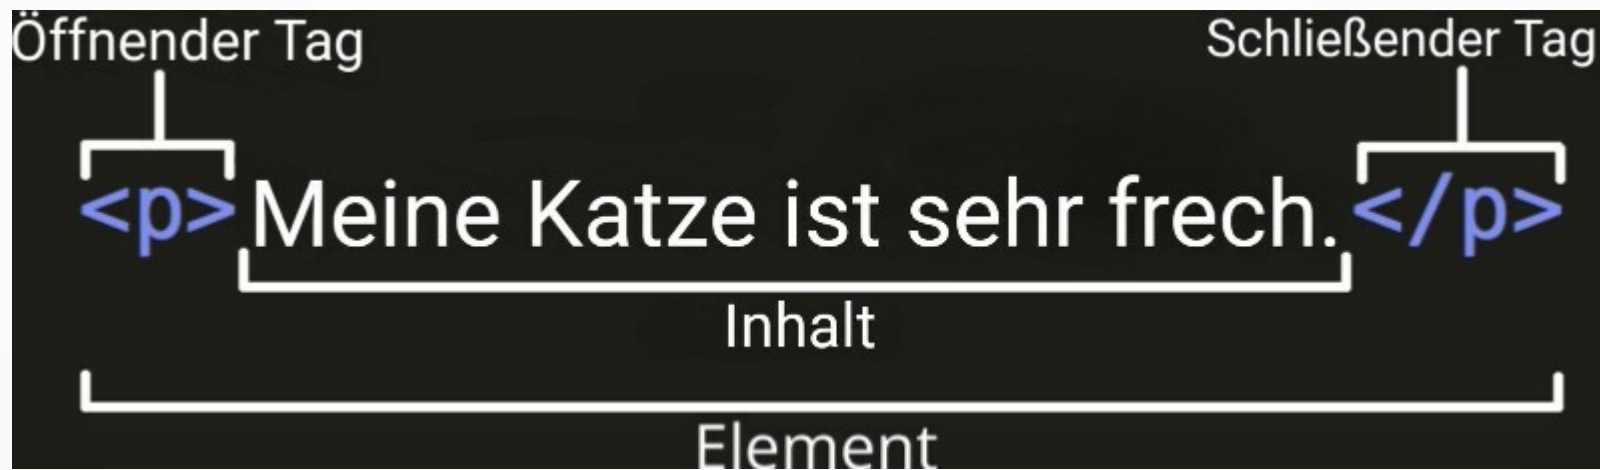 Öffnender Tag Schließender Tag
<p>Meine Katze ist sehr frech.</p>
Inhalt
Element